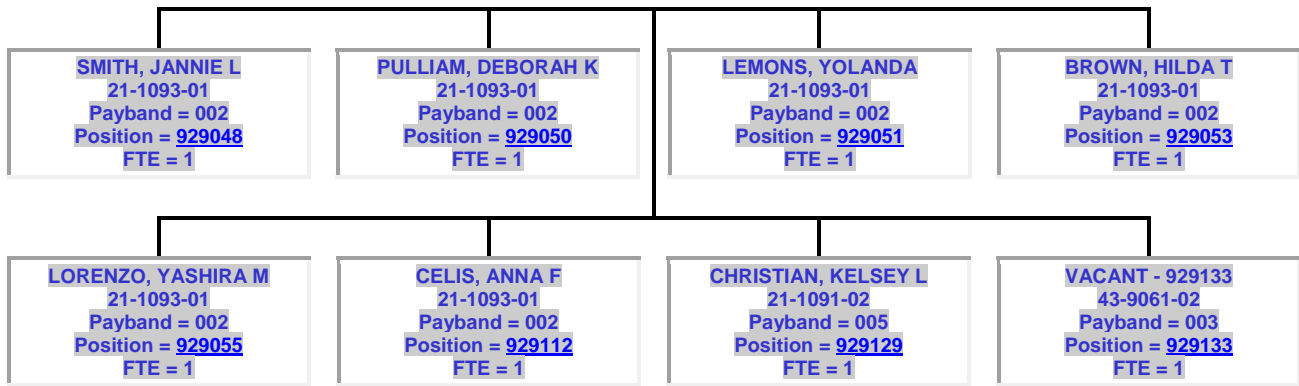 SMITH, JANNIE L
21-1093-01
Payband = 002
Position = 929048
FTE = 1
PULLIAM, DEBORAH K
21-1093-01
Payband = 002
Position = 929050
FTE = 1
LEMONS, YOLANDA
21-1093-01
Payband = 002
Position = 929051
FTE = 1
BROWN, HILDA T
21-1093-01
Payband = 002
Position = 929053
FTE = 1
LORENZO, YASHIRA M
21-1093-01
Payband = 002
Position = 929055
FTE = 1
CELIS, ANNA F
21-1093-01
Payband = 002
Position = 929112
FTE = 1
CHRISTIAN, KELSEY L
21-1091-02
Payband = 005
Position = 929129
FTE = 1
VACANT - 929133
43-9061-02
Payband = 003
Position = 929133
FTE = 1